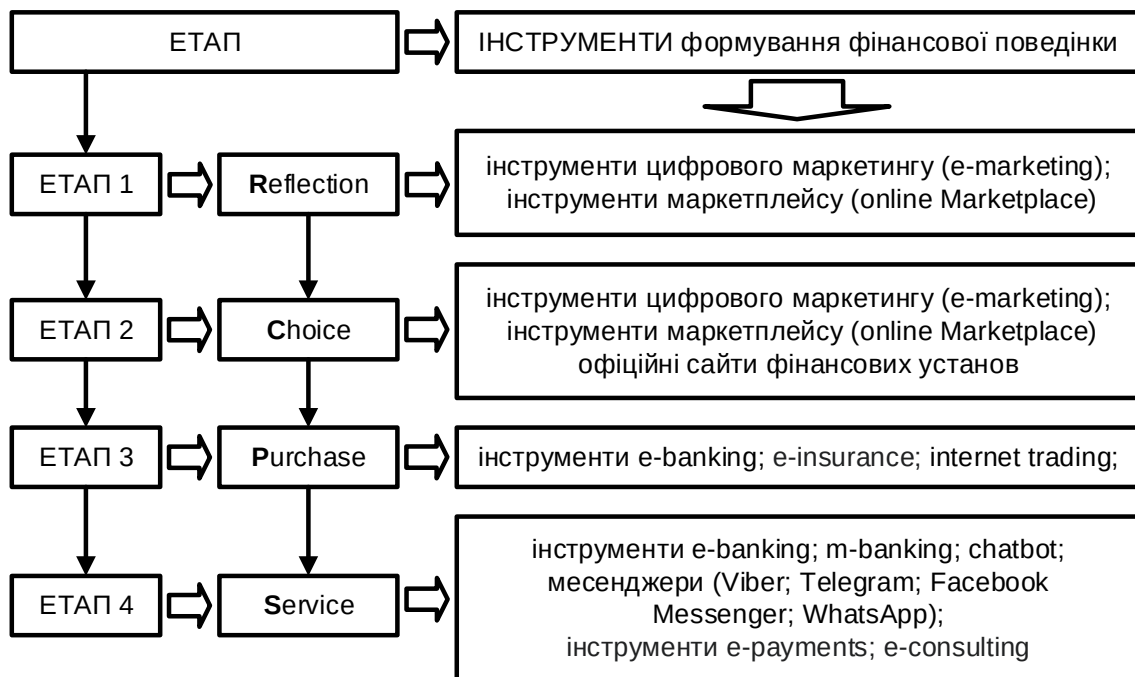 ЕТАП
ІНСТРУМЕНТИ формування фінансової поведінки
ЕТАП 1
Reflection
інструменти цифрового маркетингу (e-marketing);
інструменти маркетплейсу (online Marketplace)
ЕТАП 2
Choice
інструменти цифрового маркетингу (e-marketing);
інструменти маркетплейсу (online Marketplace)
офіційні сайти фінансових установ
ЕТАП 3
Purchase
інструменти e-banking; e-insurance; internet trading;
ЕТАП 4
Service
інструменти e-banking; m-banking; chatbot;
месенджери (Viber; Telegram; Facebook
Messenger; WhatsApp);
інструменти e-payments; e-consulting